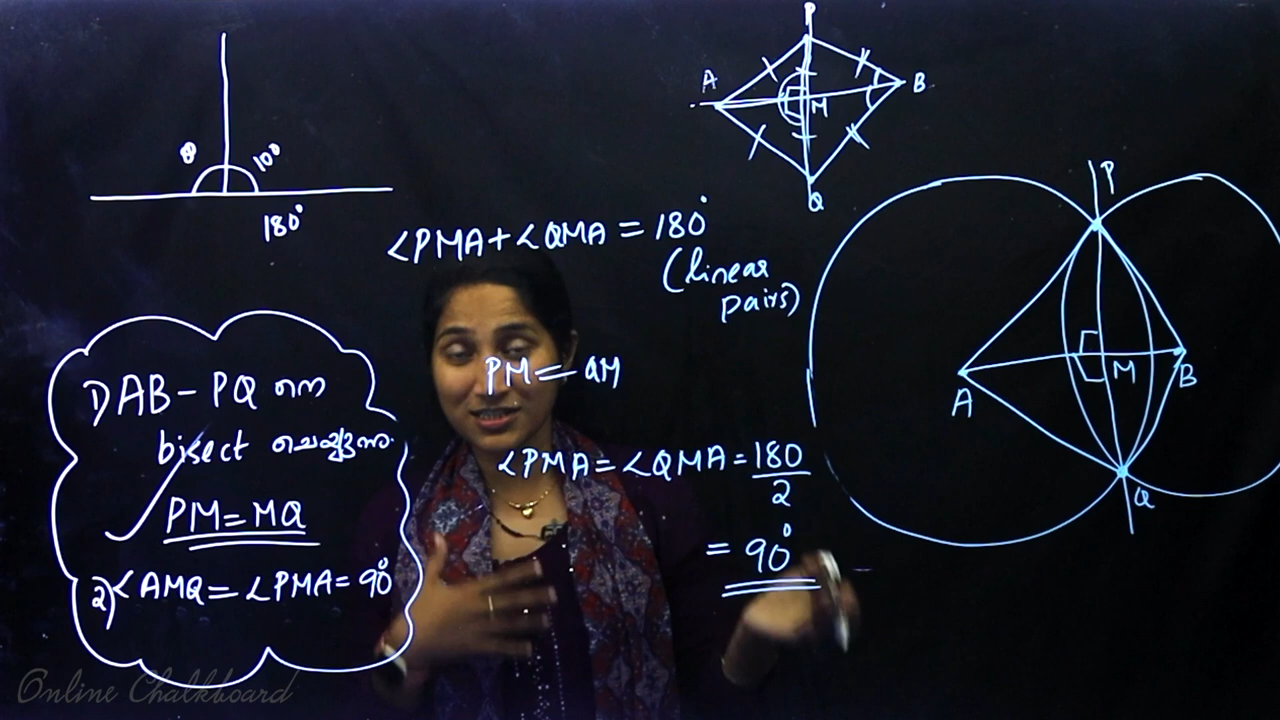 P
A
B
M
Q
θ
100
180°
∠PMA+∠QMA = 180°
(linear
pairs)
P
PM = QM
M
A
B
DAB - PQ നെ
bisect ചെയ്യുന്നു.
∠PMA = ∠QMA = 180/2
PM = MQ
Q
= 90°
2) ∠AMQ = ∠PMA = 90°
Online Chalkboard